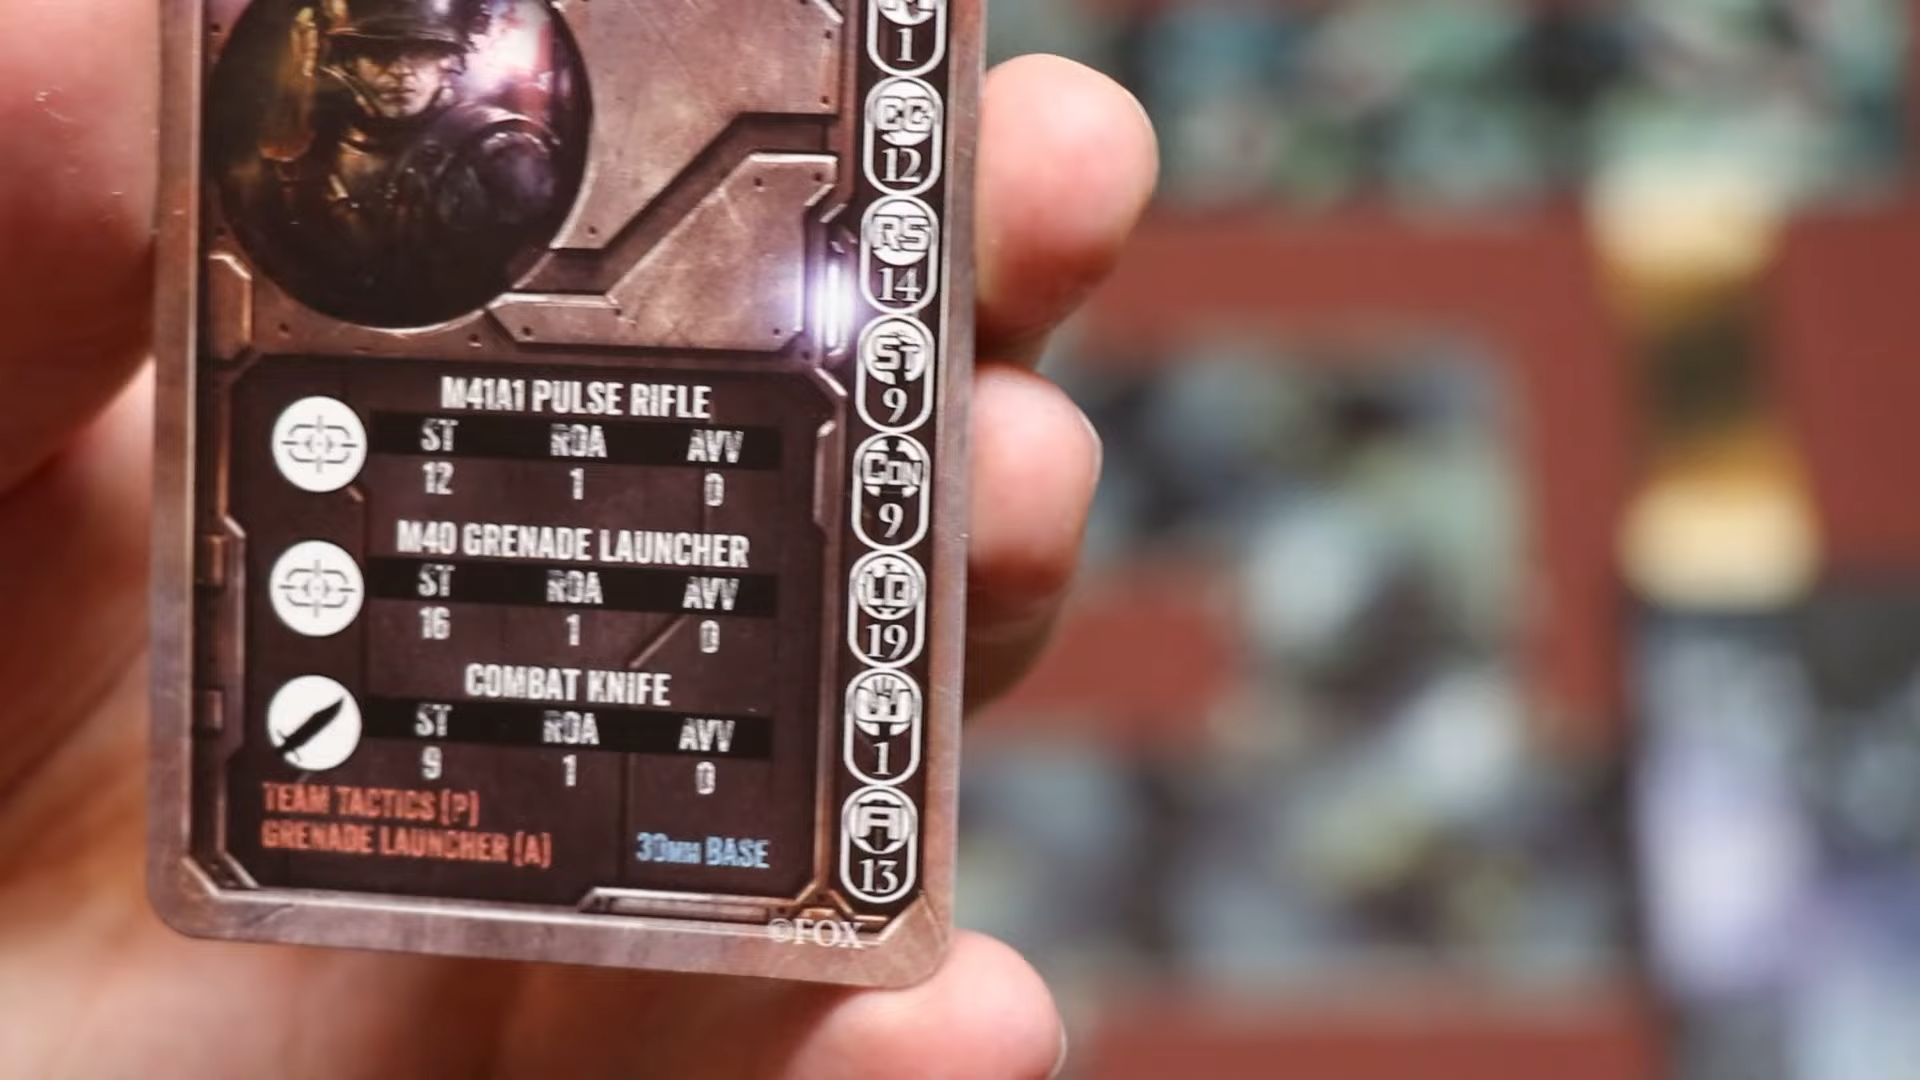 1
CC
12
RS
14
ST
9
CON
9
LD
19
W
1
A
13
M41A1 PULSE RIFLE
ST ROA AVV
12 1 0
M40 GRENADE LAUNCHER
ST ROA AVV
16 1 0
COMBAT KNIFE
ST ROA AVV
9 1 0
TEAM TACTICS (P)
GRENADE LAUNCHER (A)
30MM BASE
©FOX